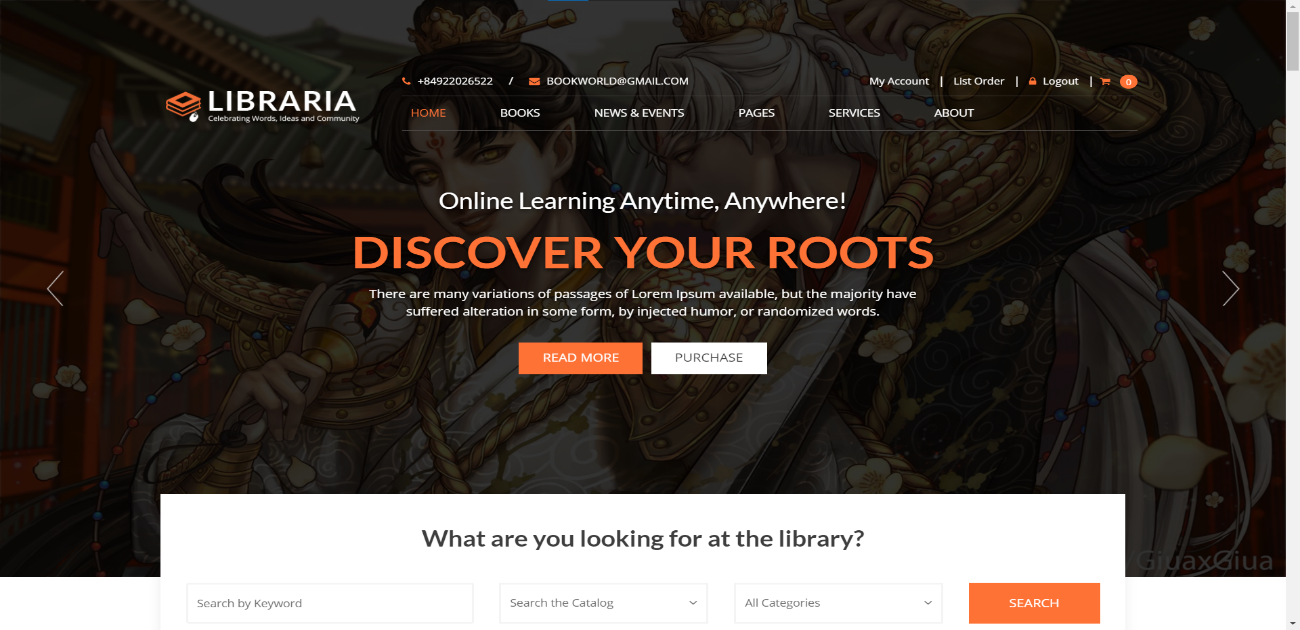 +84922026522 / BOOKWORLD@GMAIL.COM My Account | List Order | Logout | 0
LIBRARIA
Celebrating Words, Ideas and Community
HOME BOOKS NEWS & EVENTS PAGES SERVICES ABOUT
Online Learning Anytime, Anywhere!
DISCOVER YOUR ROOTS
There are many variations of passages of Lorem Ipsum available, but the majority have
suffered alteration in some form, by injected humor, or randomized words.
READ MORE PURCHASE
What are you looking for at the library?
GiuaxGiua
Search by Keyword Search the Catalog All Categories SEARCH